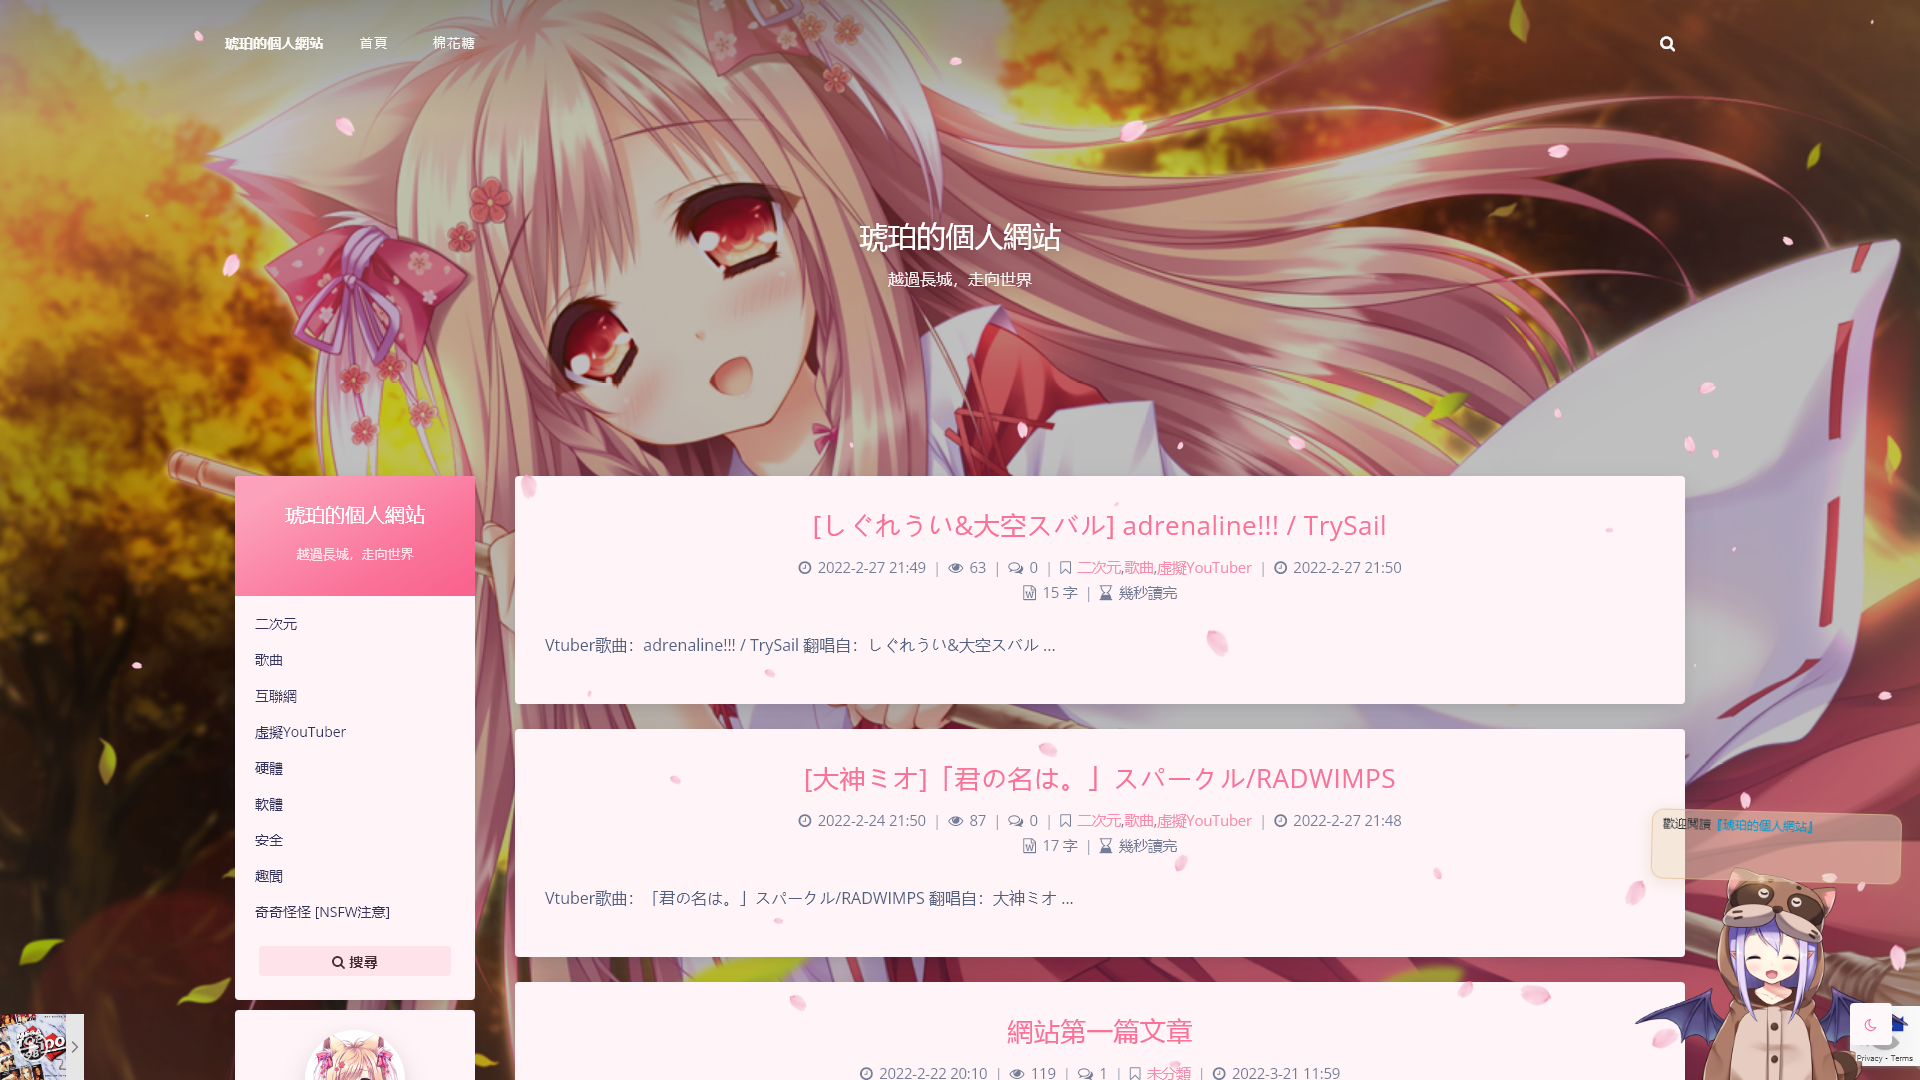 琥珀的個人網站
首頁
棉花糖
琥珀的個人網站
越過長城，走向世界
琥珀的個人網站
越過長城，走向世界
二次元
歌曲
互聯網
虛擬YouTuber
硬體
軟體
安全
趣聞
奇奇怪怪 [NSFW注意]
搜尋
[しぐれうい&大空スバル] adrenaline!!! / TrySail
2022-2-27 21:49 | 63 | 0 | 二次元,歌曲,虛擬YouTuber | 2022-2-27 21:50
15 字 | 幾秒讀完
Vtuber歌曲：adrenaline!!! / TrySail 翻唱自：しぐれうい&大空スバル ...
[大神ミオ]「君の名は。」スパークル/RADWIMPS
2022-2-24 21:50 | 87 | 0 | 二次元,歌曲,虛擬YouTuber | 2022-2-27 21:48
17 字 | 幾秒讀完
Vtuber歌曲：「君の名は。」スパークル/RADWIMPS 翻唱自：大神ミオ ...
網站第一篇文章
2022-2-22 20:10 | 119 | 1 | 未分類 | 2022-3-21 11:59
歡迎閱讀『琥珀的個人網站』
Privacy - Terms